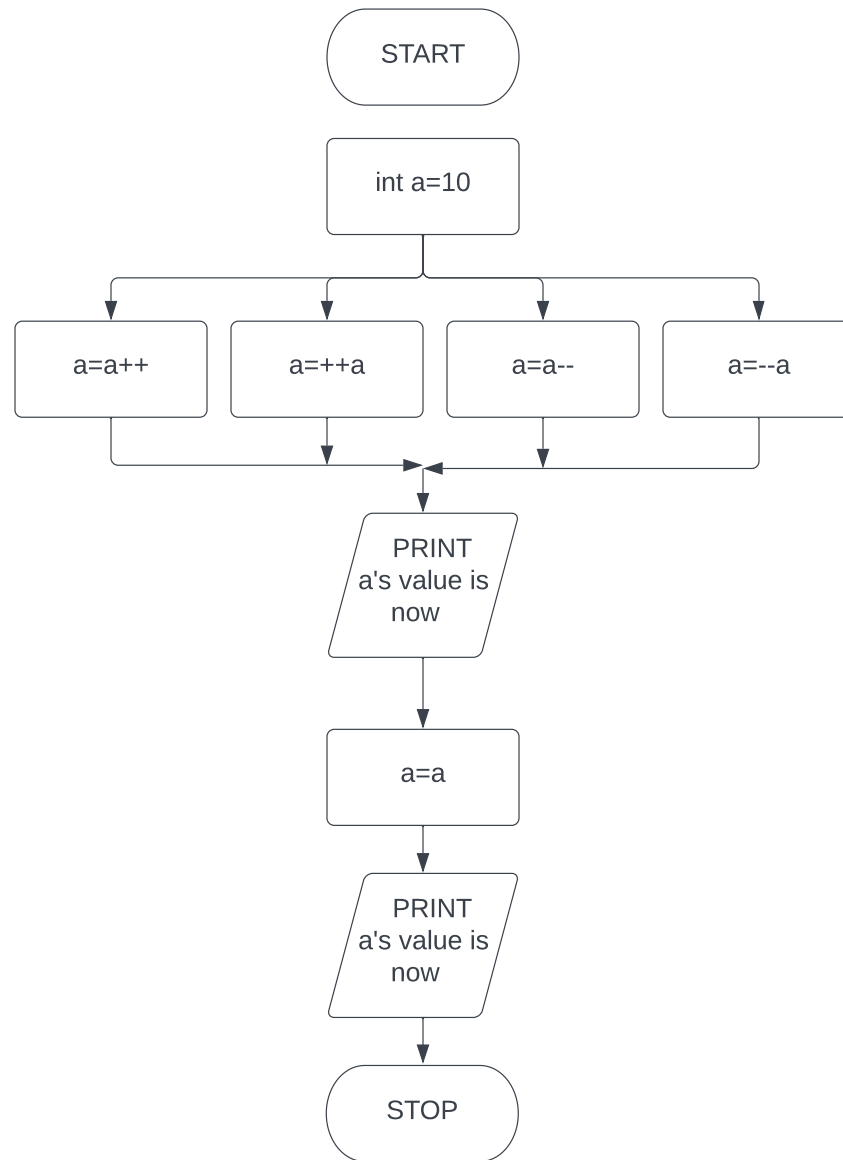 START
int a=10
a=a++
a=++a
a=a--
a=--a
PRINT
a's value is
now
a=a
PRINT
a's value is
now
STOP